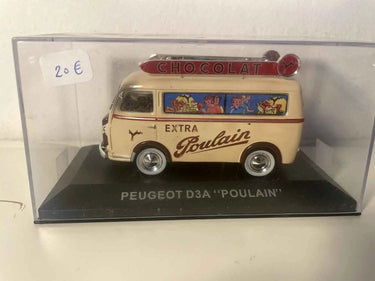 20 €
CHOCOLAT
EXTRA
Poulain
PEUGEOT D3A "POULAIN"